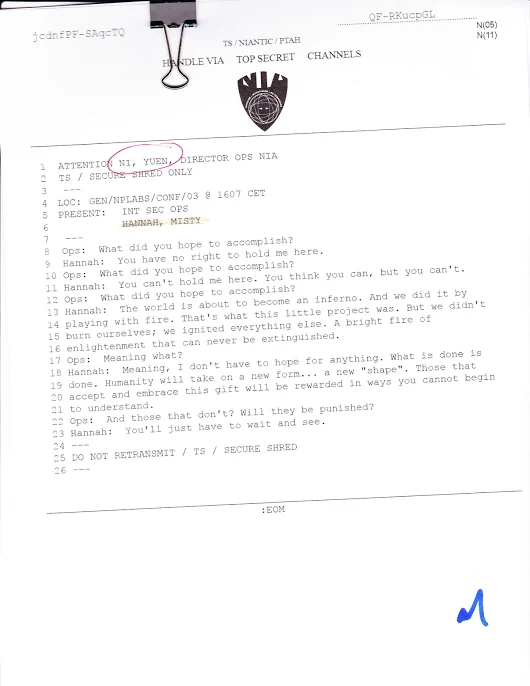 jcdnfPF-SAqcTQ
QF-RKucpGL
N(05)
N(11)
TS / NIANTIC / PTAH
HANDLE VIA TOP SECRET CHANNELS
NIA
1 ATTENTION NI, YUEN, DIRECTOR OPS NIA
2 TS / SECURE SHRED ONLY
3 ---
4 LOC: GEN/NPLABS/CONF/03 @ 1607 CET
5 PRESENT: INT SEC OPS
6 HANNAH, MISTY
7 ---
8 Ops: What did you hope to accomplish?
9 Hannah: You have no right to hold me here.
10 Ops: What did you hope to accomplish?
11 Hannah: You can't hold me here. You think you can, but you can't.
12 Ops: What did you hope to accomplish?
13 Hannah: The world is about to become an inferno. And we did it by
14 playing with fire. That's what this little project was. But we didn't
15 burn ourselves; we ignited everything else. A bright fire of
16 enlightenment that can never be extinguished.
17 Ops: Meaning what?
18 Hannah: Meaning, I don't have to hope for anything. What is done is
19 done. Humanity will take on a new form... a new "shape". Those that
20 accept and embrace this gift will be rewarded in ways you cannot begin
21 to understand.
22 Ops: And those that don't? Will they be punished?
23 Hannah: You'll just have to wait and see.
24 ---
25 DO NOT RETRANSMIT / TS / SECURE SHRED
26 ---
:EOM